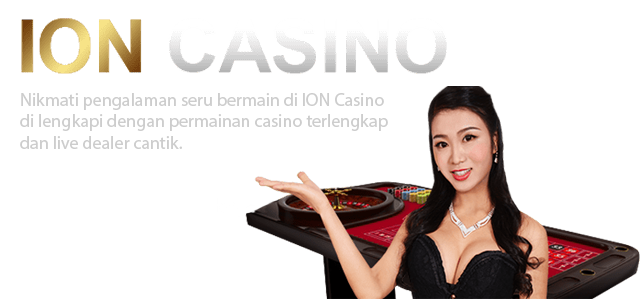 ION CASINO
Nikmati pengalaman seru bermain di ION Casino
di lengkapi dengan permainan casino terlengkap
dan live dealer cantik.